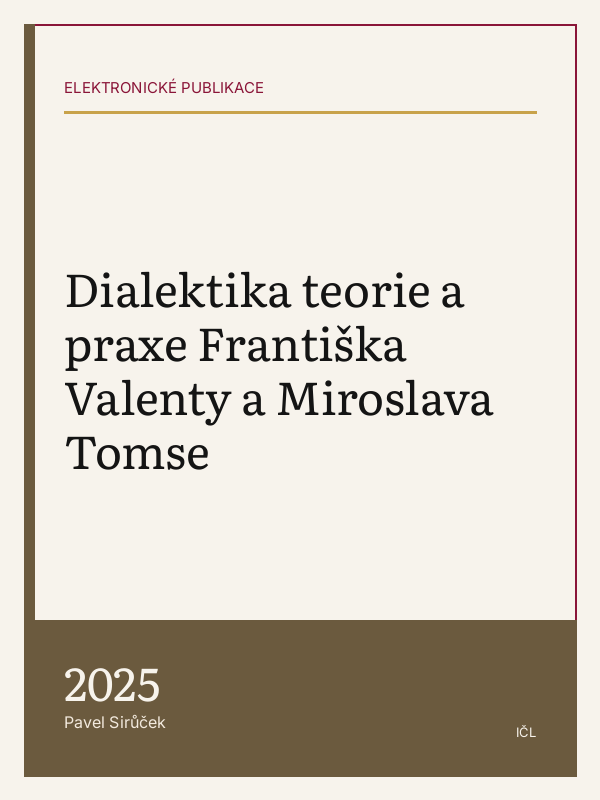 ELEKTRONICKÉ PUBLIKACE
Dialektika teorie a
praxe Františka
Valenty a Miroslava
Tomse
2025
Pavel Sirůček
IČL